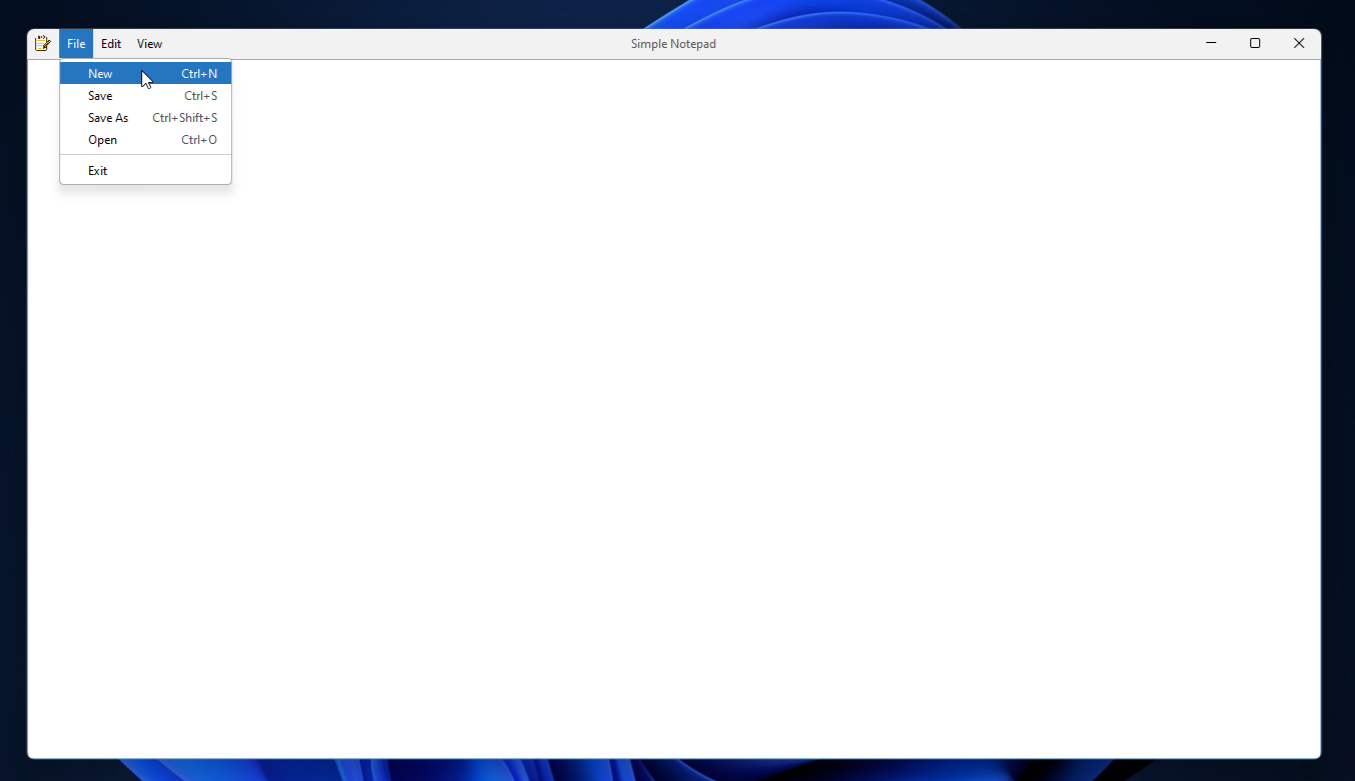 File Edit View Simple Notepad
New Ctrl+N
Save Ctrl+S
Save As Ctrl+Shift+S
Open Ctrl+O
Exit